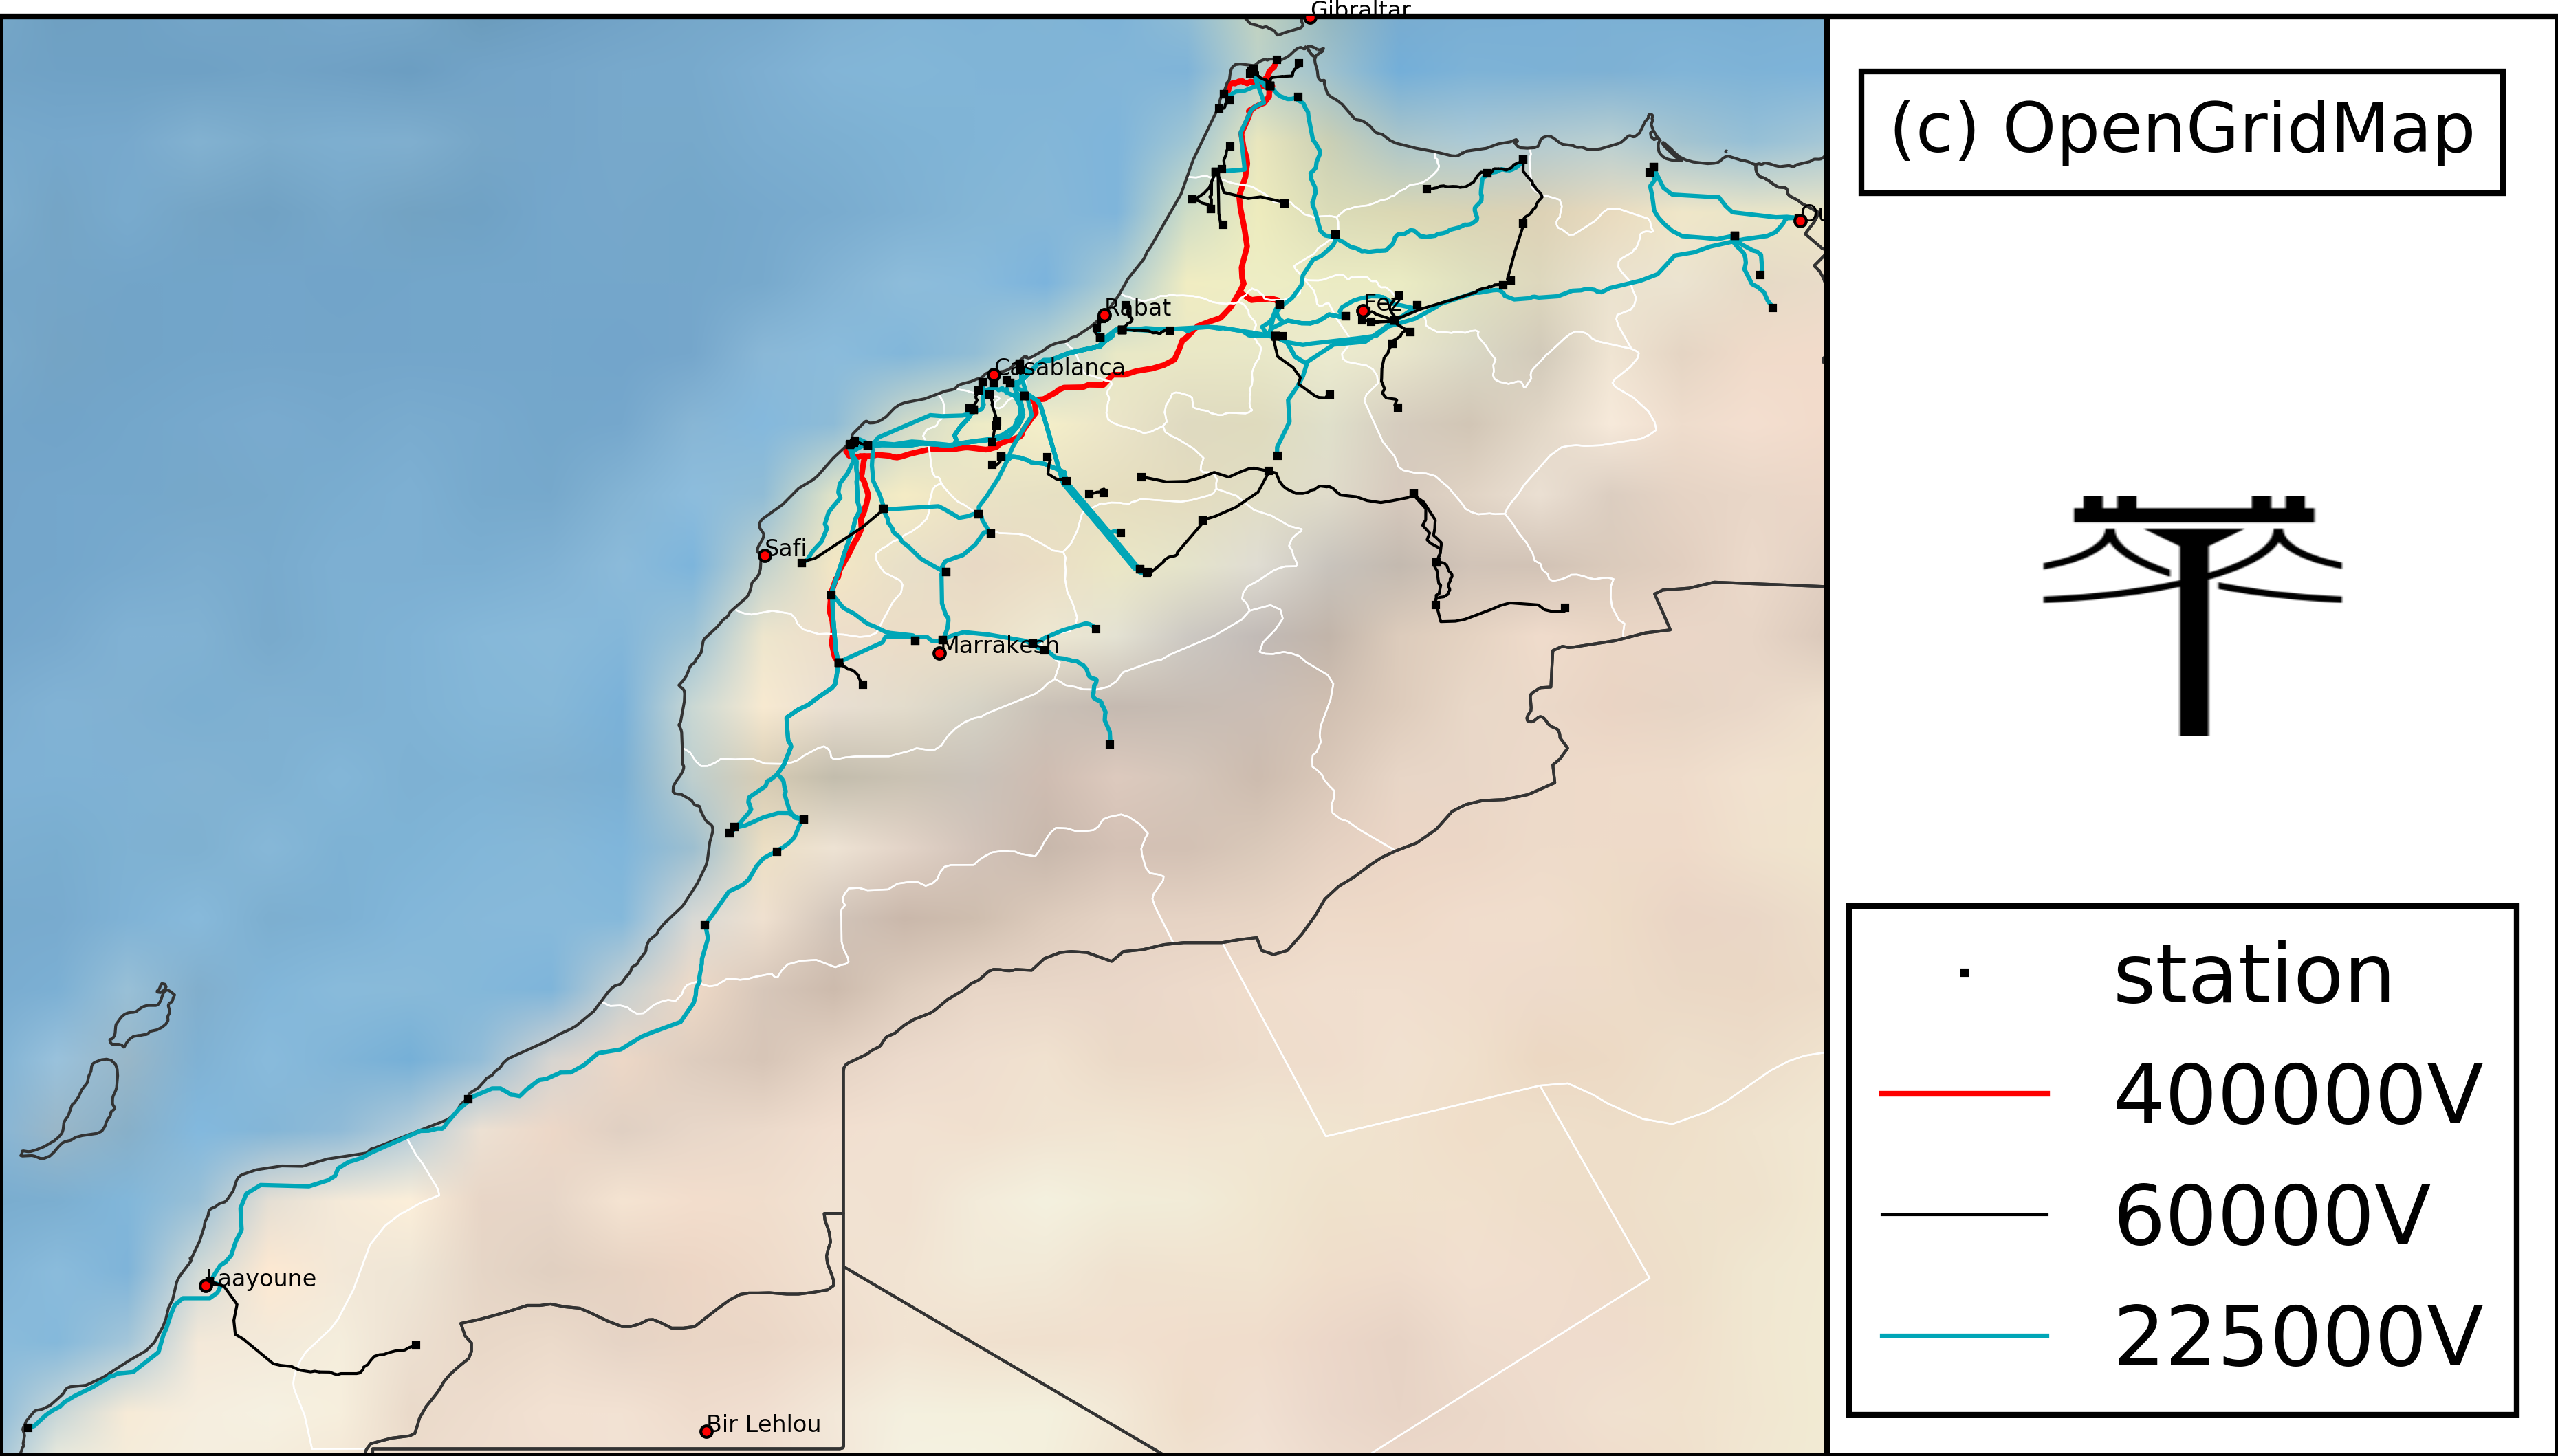 Gibraltar
(c) OpenGridMap
Ou
Rabat
Fez
Casablanca
Safi
Marrakesh
station
400000V
60000V
225000V
Laayoune
Bir Lehlou